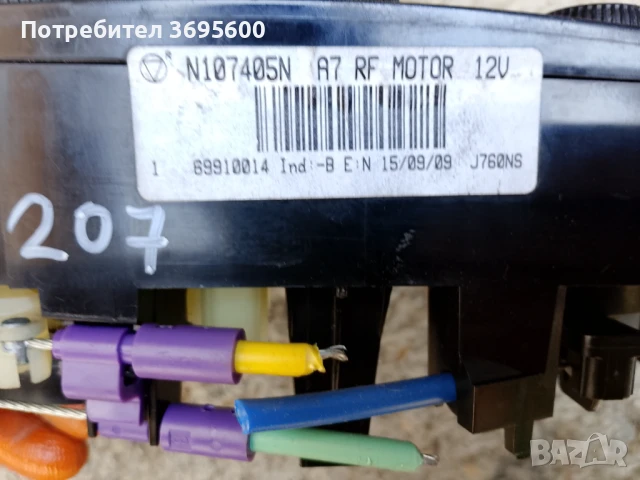 Потребител 3695600
N107405N A7 RF MOTOR 12V
1 69910014 Ind:-B E:N 15/09/09 J760NS
207
BAZAR